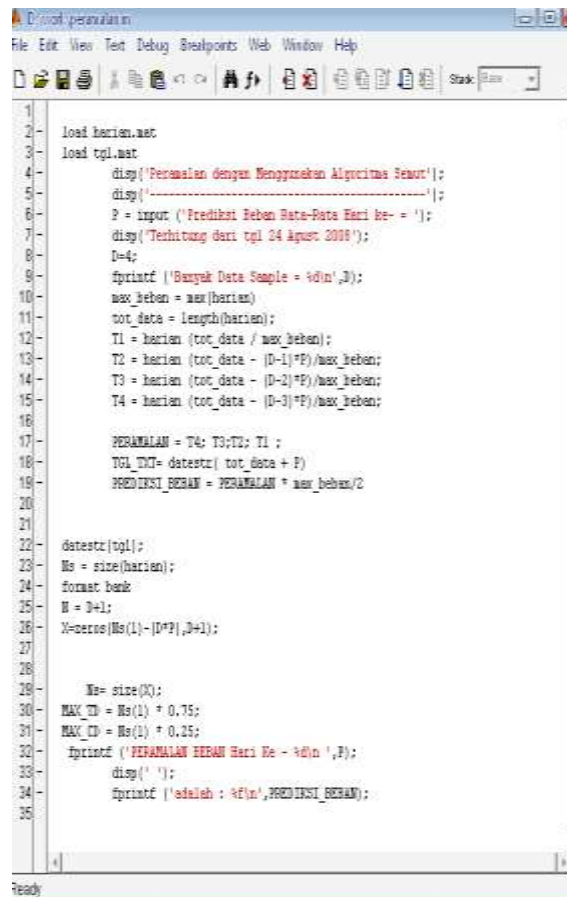 D:\work\peramalan.m
File Edit View Text Debug Breakpoints Web Window Help
Stack: Base
1
2 - load harian.mat
3 - load tgl.mat
4 - disp('Peramalan dengan Menggunakan Algoritma Semut');
5 - disp('----------------------------------------------');
6 - P = input ('Prediksi Beban Rata-Rata Hari ke- = ');
7 - disp('Terhitung dari tgl 24 Agust 2008');
8 - D=4;
9 - fprintf ('Banyak Data Sample = %d\n',D);
10 - max_beban = max(harian)
11 - tot_data = length(harian);
12 - T1 = harian (tot_data / max_beban);
13 - T2 = harian (tot_data - (D-1)*P)/max_beban;
14 - T3 = harian (tot_data - (D-2)*P)/max_beban;
15 - T4 = harian (tot_data - (D-3)*P)/max_beban;
16
17 - PERAMALAN = T4; T3;T2; T1 ;
18 - TGL_TXT= datestr( tot_data + P)
19 - PREDIKSI_BEBAN = PERAMALAN * max_beban/2
20
21
22 - datestr(tgl);
23 - Ns = size(harian);
24 - format bank
25 - N = D+1;
26 - X=zeros(Ns(1)-(D*P),D+1);
27
28
29 - Ns= size(X);
30 - MAX_TD = Ns(1) * 0.75;
31 - MAX_CD = Ns(1) * 0.25;
32 - fprintf ('PERAMALAN BEBAN Hari Ke - %d\n ',P);
33 - disp(' ');
34 - fprintf ('adalah : %f\n',PREDIKSI_BEBAN);
35
Ready